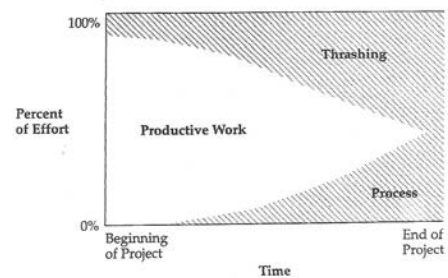 100%
Thrashing
Percent
of Effort
Productive Work
Process
0%
Beginning
of Project
End of
Project
Time